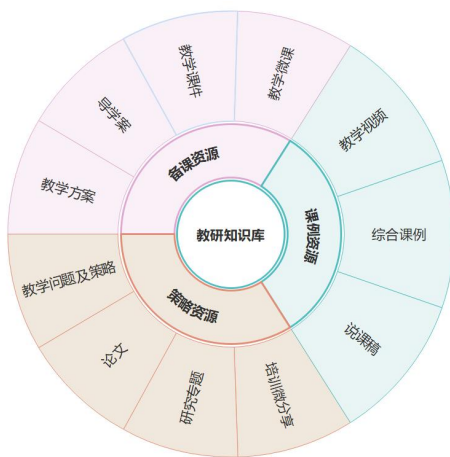 教研知识库
备课资源
教学方案
导学案
教学课件
教学微课
课例资源
教学视频
综合课例
说课稿
策略资源
教学问题及策略
论文
研究专题
培训微分享